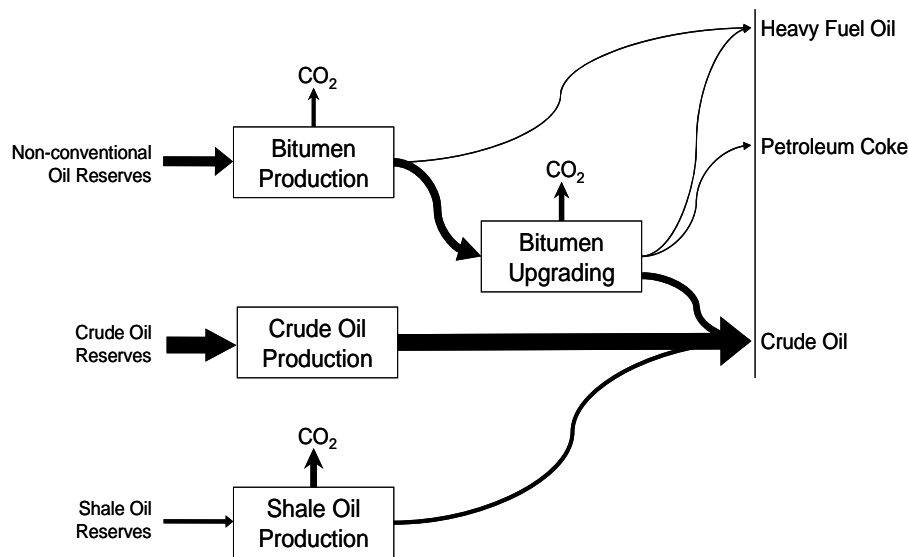 Heavy Fuel Oil
CO₂
Non-conventional
Oil Reserves
Bitumen
Production
Petroleum Coke
CO₂
Bitumen
Upgrading
Crude Oil
Reserves
Crude Oil
Production
Crude Oil
CO₂
Shale Oil
Reserves
Shale Oil
Production